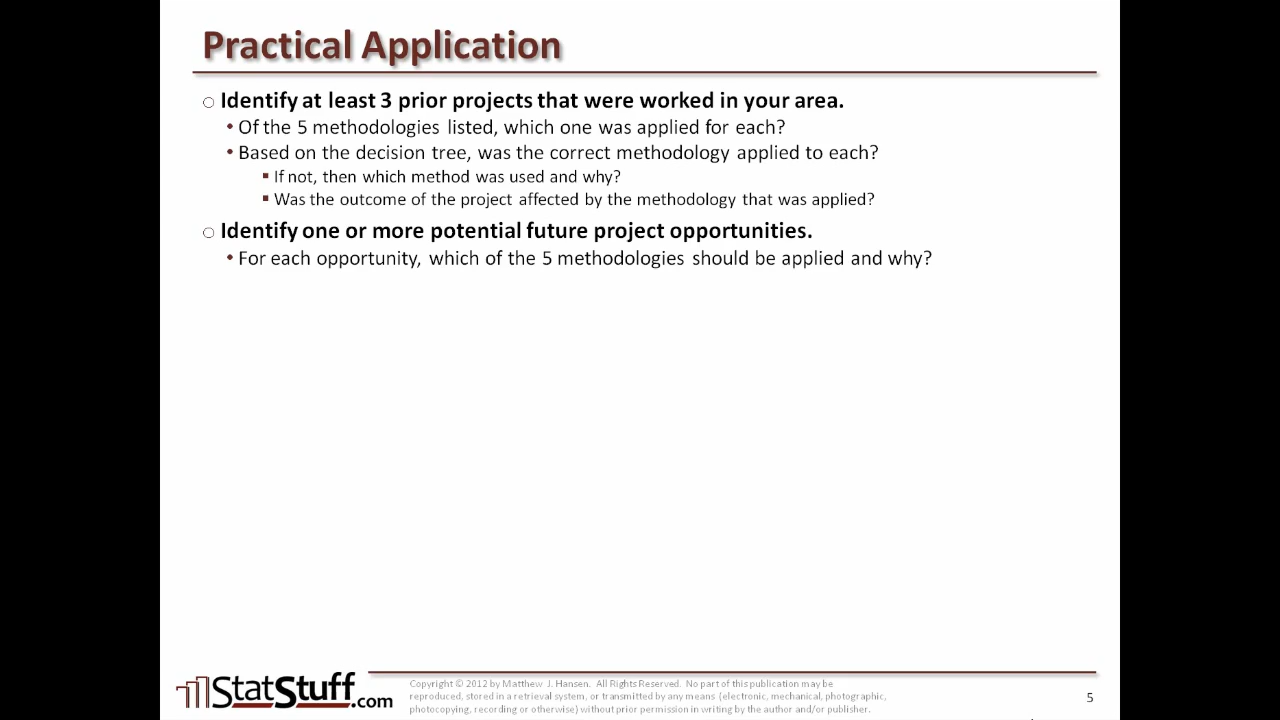 Practical Application
○ Identify at least 3 prior projects that were worked in your area.
• Of the 5 methodologies listed, which one was applied for each?
• Based on the decision tree, was the correct methodology applied to each?
▪ If not, then which method was used and why?
▪ Was the outcome of the project affected by the methodology that was applied?
○ Identify one or more potential future project opportunities.
• For each opportunity, which of the 5 methodologies should be applied and why?
StatStuff.com
Copyright © 2012 by Matthew J. Hansen. All Rights Reserved. No part of this publication may be
reproduced, stored in a retrieval system, or transmitted by any means (electronic, mechanical, photographic,
photocopying, recording or otherwise) without prior permission in writing by the author and/or publisher.
5